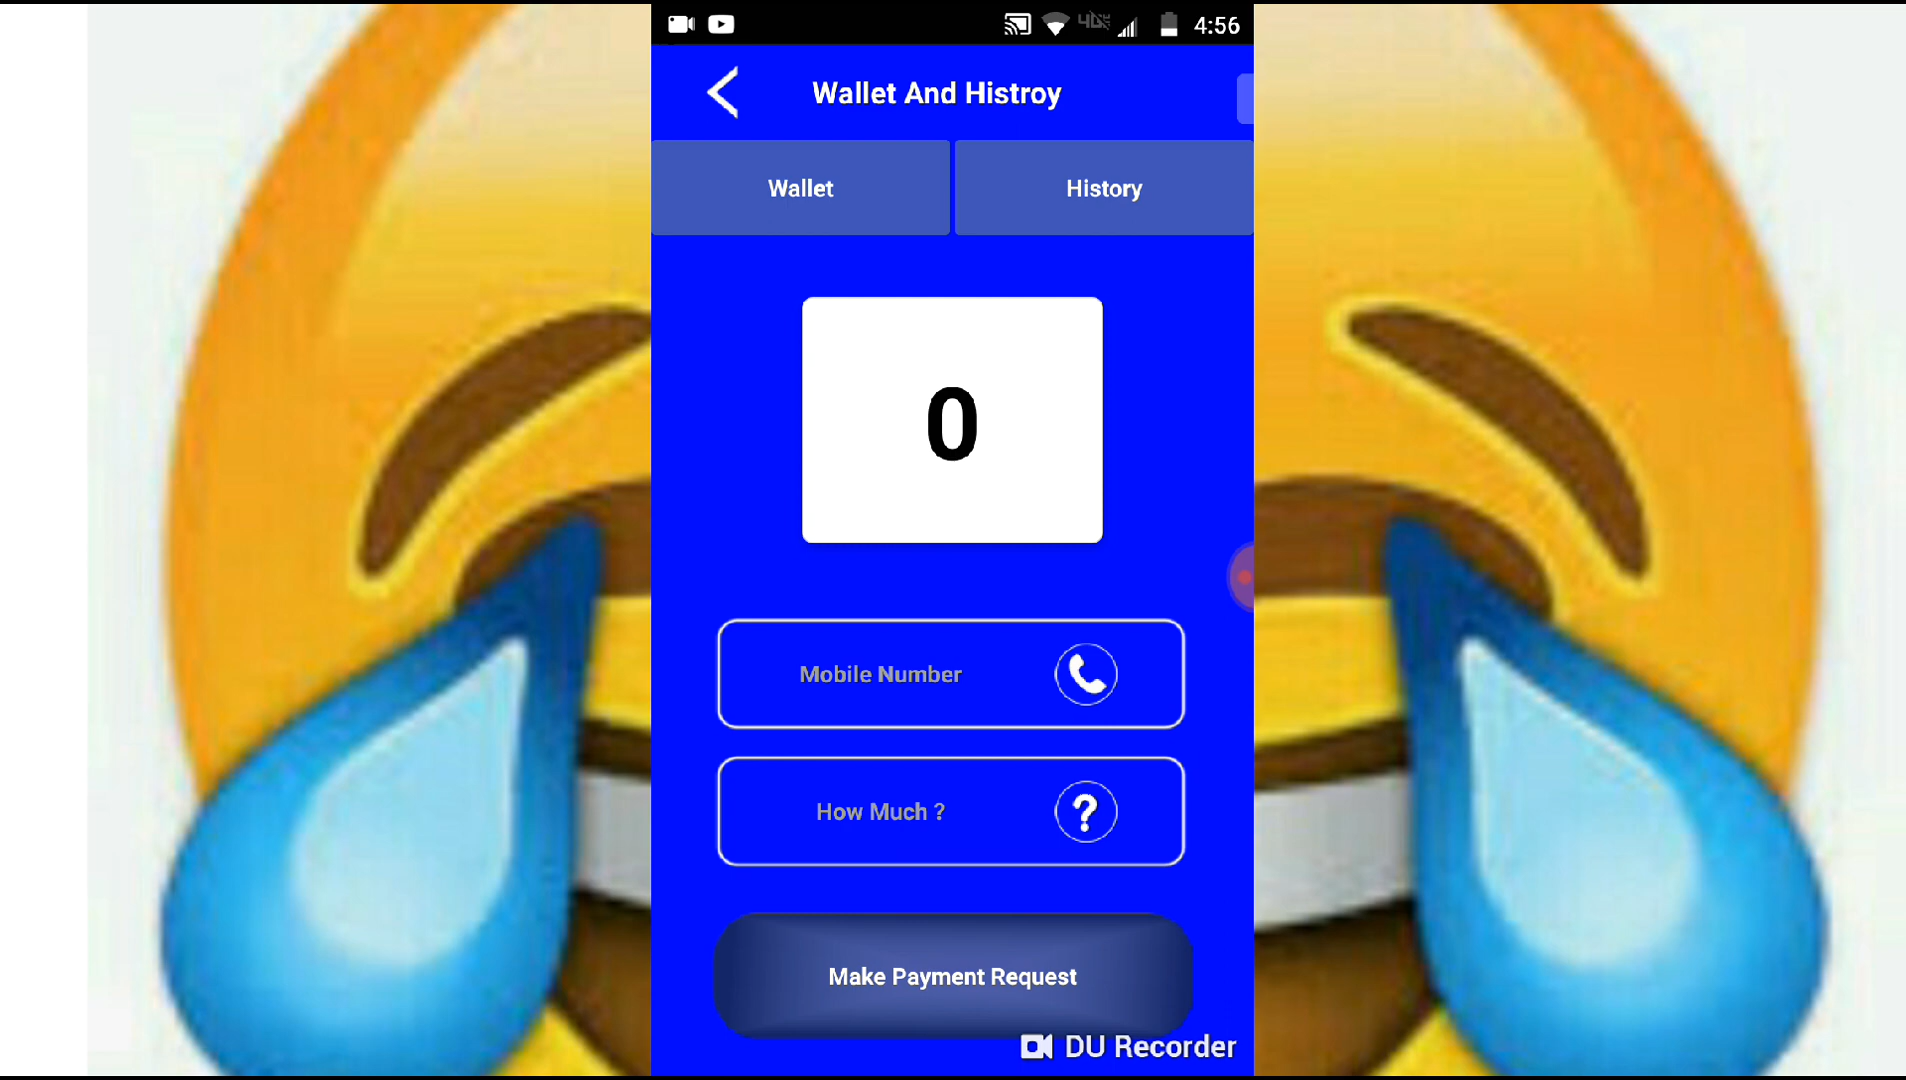 4:56
Wallet And Histroy
Wallet
History
0
Mobile Number
How Much ?
?
Make Payment Request
DU Recorder